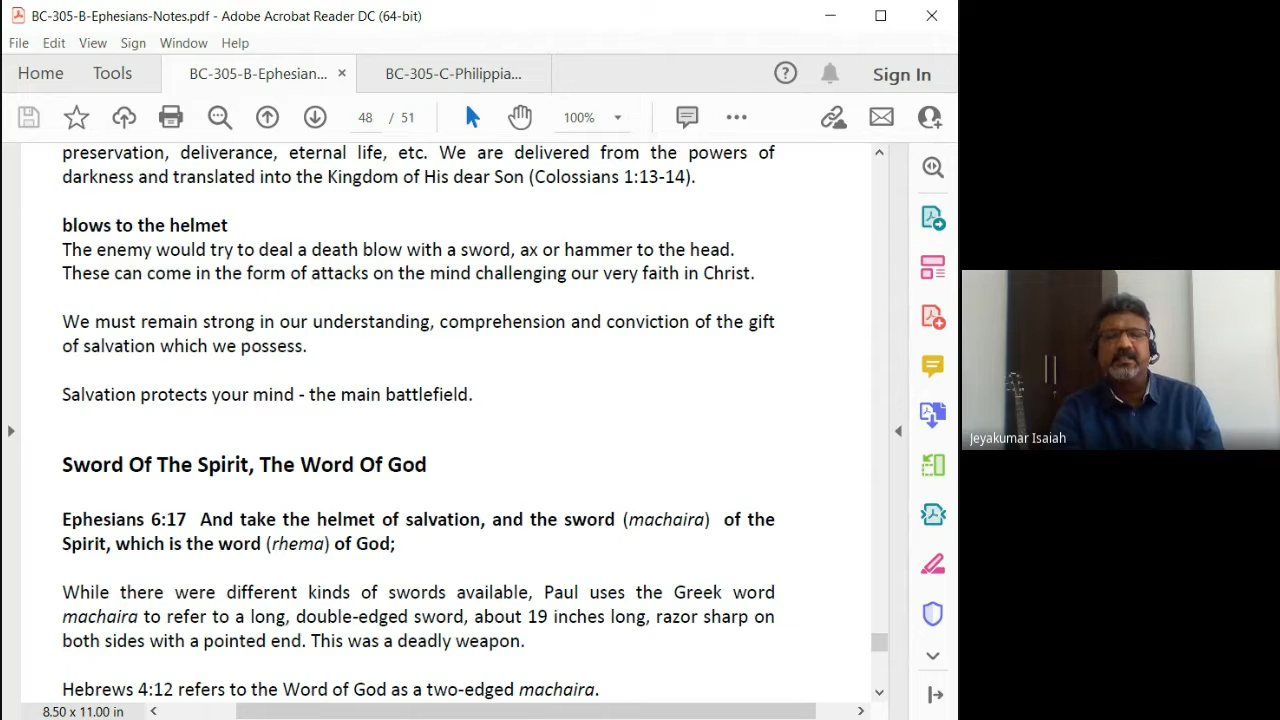 BC-305-B-Ephesians-Notes.pdf - Adobe Acrobat Reader DC (64-bit)
File Edit View Sign Window Help
Home Tools BC-305-B-Ephesian... × BC-305-C-Philippia... Sign In
48 / 51 100%
preservation, deliverance, eternal life, etc. We are delivered from the powers of
darkness and translated into the Kingdom of His dear Son (Colossians 1:13-14).
blows to the helmet
The enemy would try to deal a death blow with a sword, ax or hammer to the head.
These can come in the form of attacks on the mind challenging our very faith in Christ.
We must remain strong in our understanding, comprehension and conviction of the gift
of salvation which we possess.
Salvation protects your mind - the main battlefield.
Sword Of The Spirit, The Word Of God
Ephesians 6:17 And take the helmet of salvation, and the sword (machaira) of the
Spirit, which is the word (rhema) of God;
While there were different kinds of swords available, Paul uses the Greek word
machaira to refer to a long, double-edged sword, about 19 inches long, razor sharp on
both sides with a pointed end. This was a deadly weapon.
Hebrews 4:12 refers to the Word of God as a two-edged machaira.
8.50 x 11.00 in
Jeyakumar Isaiah